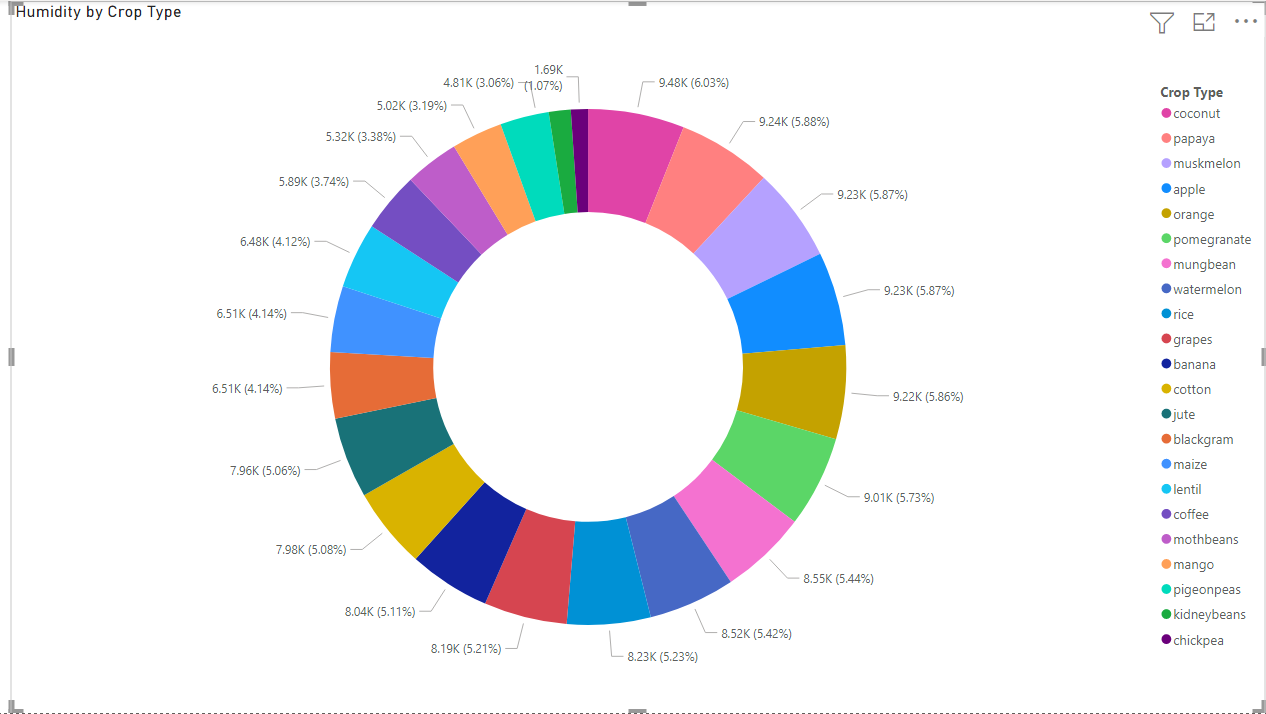 Humidity by Crop Type
1.69K
(1.07%)
9.48K (6.03%)
9.24K (5.88%)
9.23K (5.87%)
9.23K (5.87%)
9.22K (5.86%)
9.01K (5.73%)
8.55K (5.44%)
8.52K (5.42%)
8.23K (5.23%)
8.19K (5.21%)
8.04K (5.11%)
7.98K (5.08%)
7.96K (5.06%)
6.51K (4.14%)
6.51K (4.14%)
6.48K (4.12%)
5.89K (3.74%)
5.32K (3.38%)
5.02K (3.19%)
4.81K (3.06%)
Crop Type
coconut
papaya
muskmelon
apple
orange
pomegranate
mungbean
watermelon
rice
grapes
banana
cotton
jute
blackgram
maize
lentil
coffee
mothbeans
mango
pigeonpeas
kidneybeans
chickpea